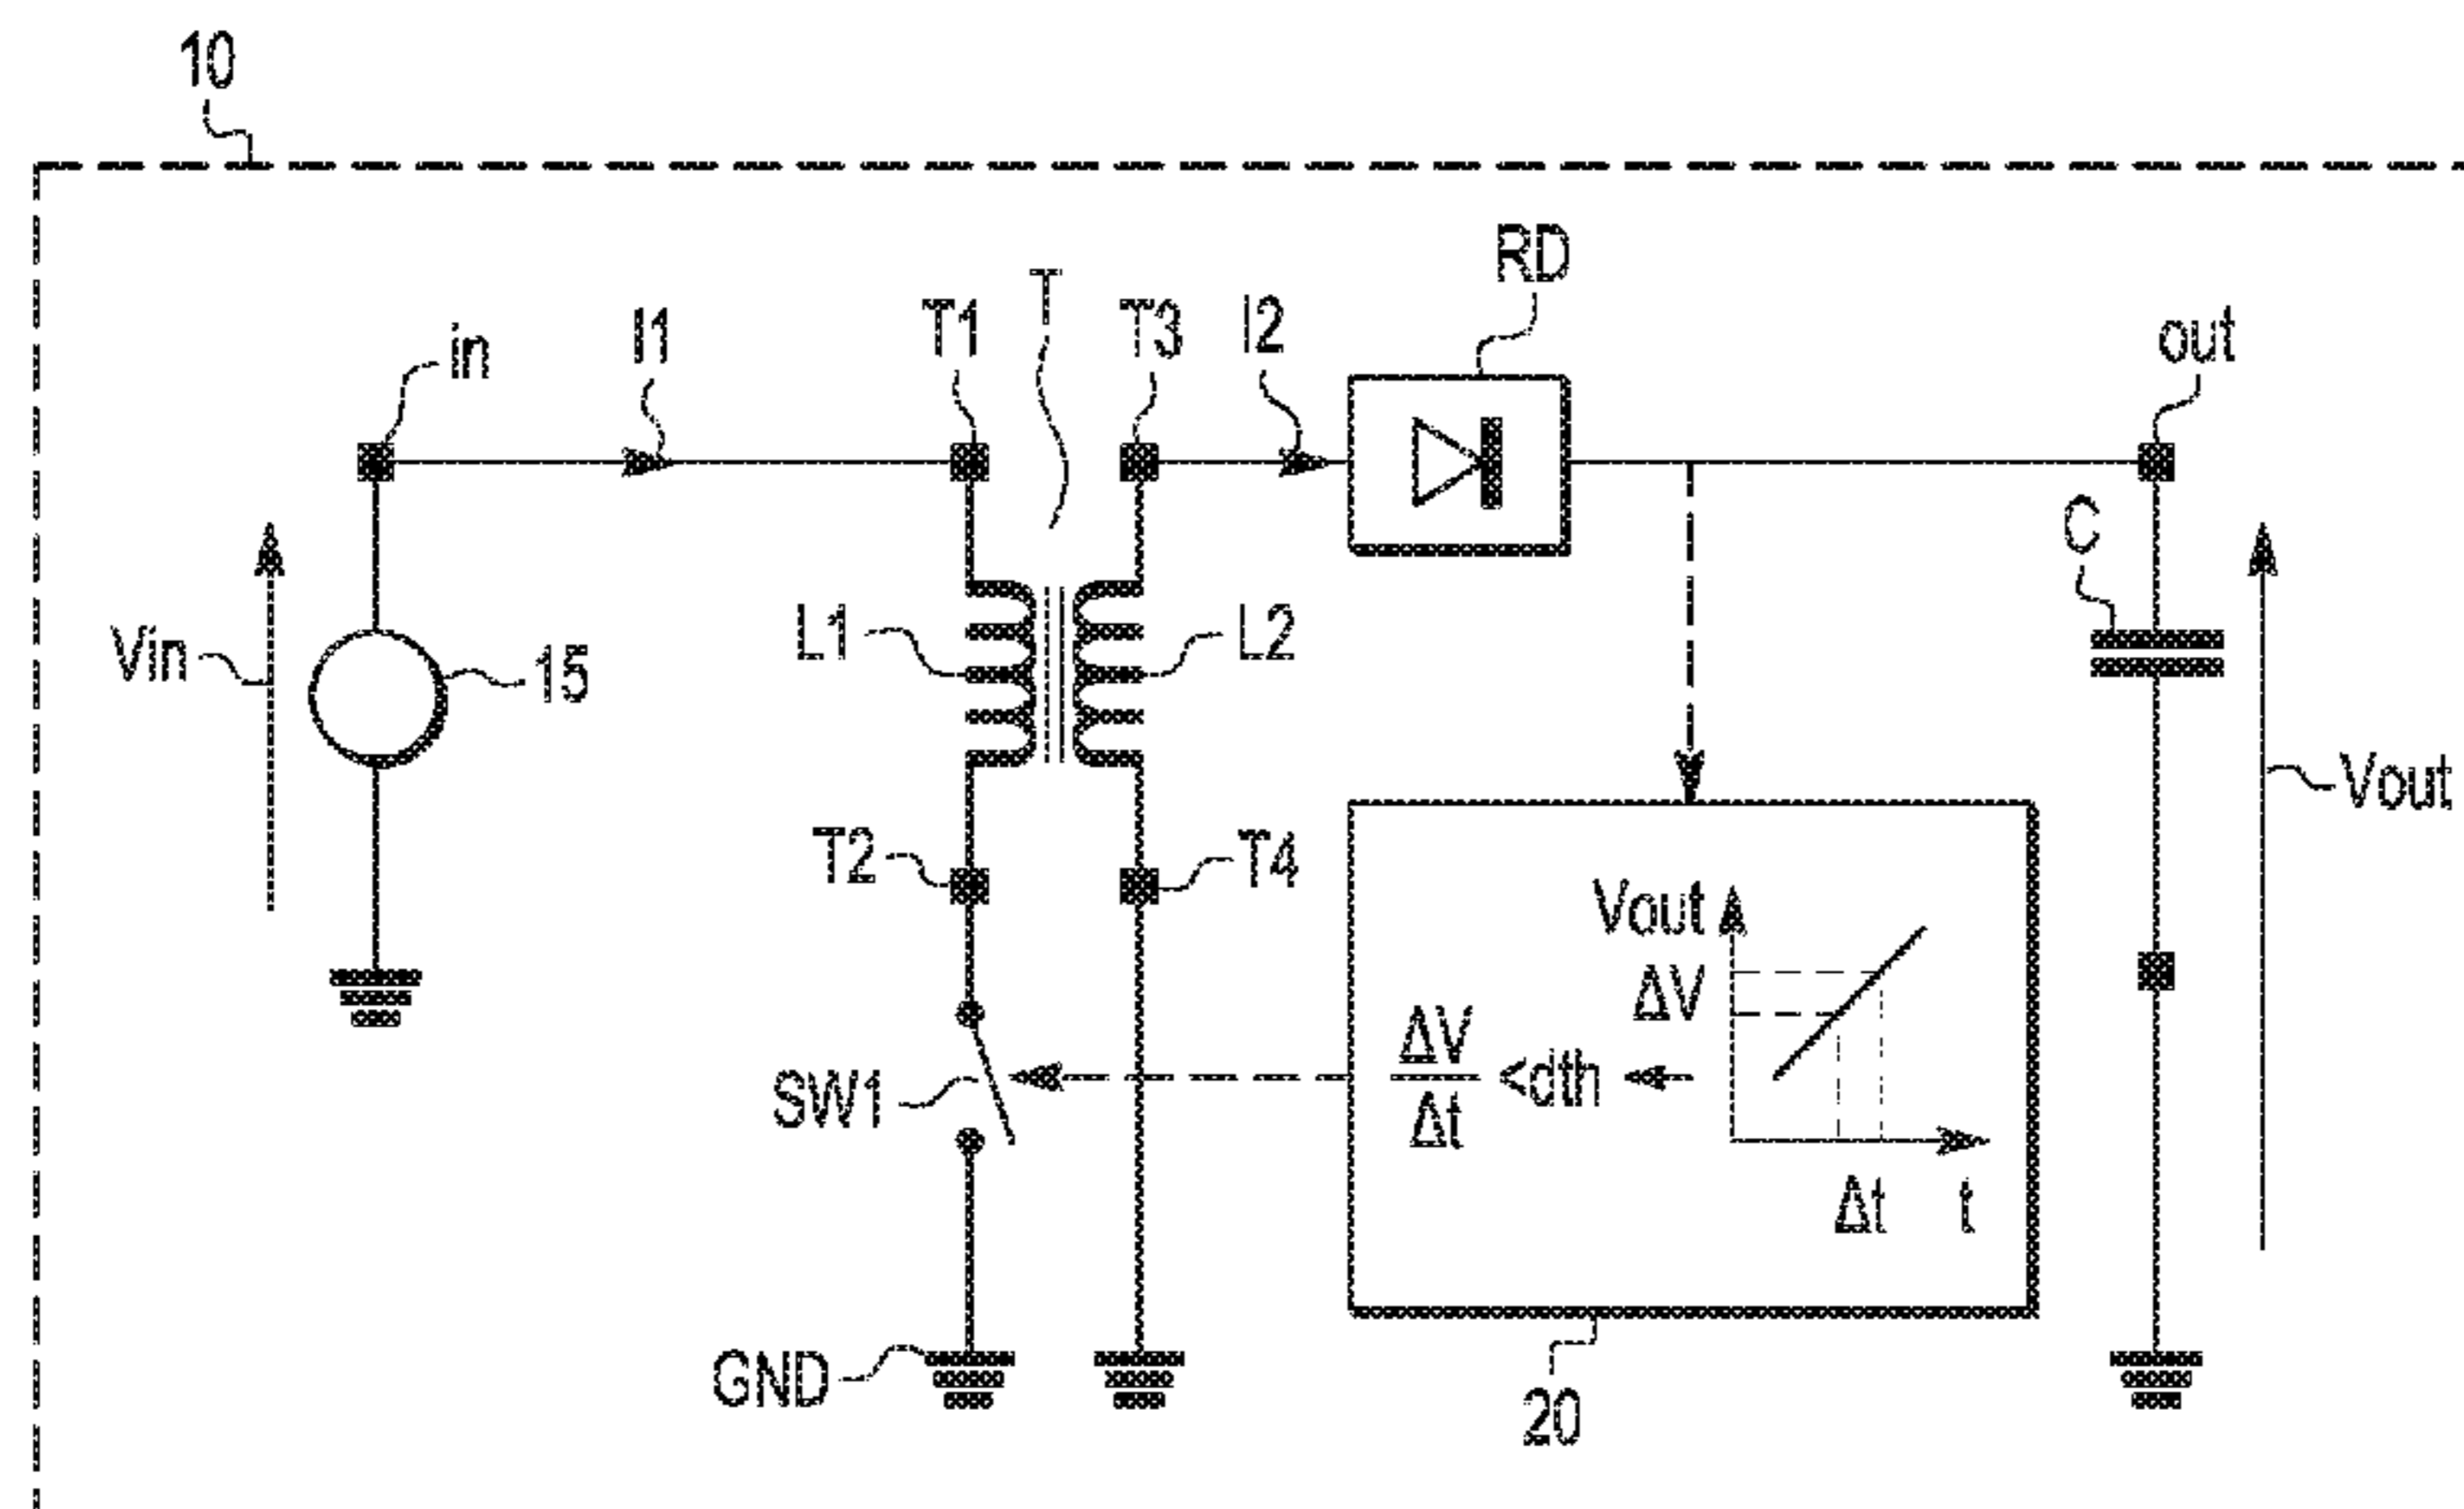 10
RD
in
I1
T1
T
T3
I2
out
C
Vin
15
L1
L2
Vout
T2
T4
Vout
ΔV
ΔV
Δt
<dth
SW1
Δt
t
GND
20